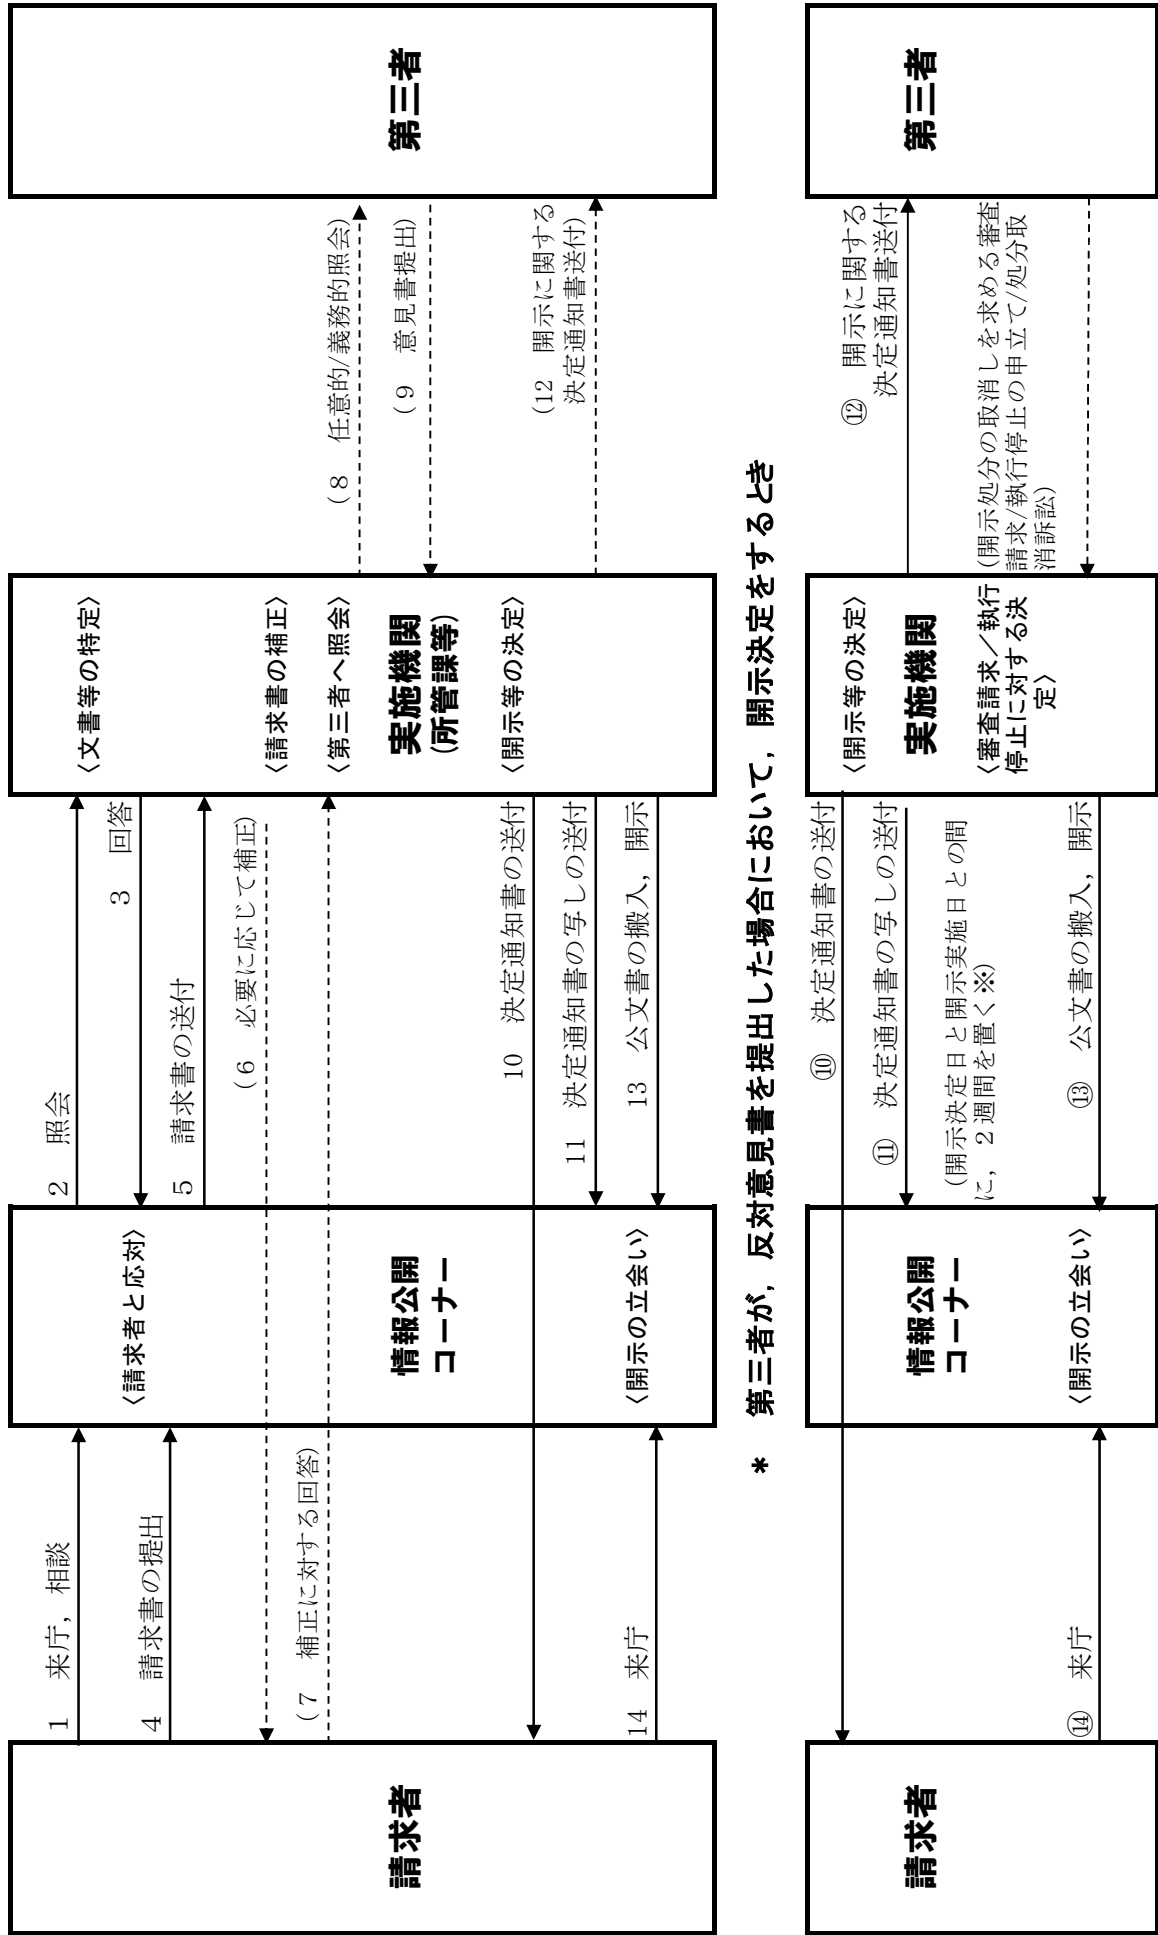 請求者
1　来庁，相談
4　請求書の提出
(7　補正に対する回答)
14　来庁
〈請求者と応対〉
情報公開
コーナー
〈開示の立会い〉
2　照会
3　回答
5　請求書の送付
(6　必要に応じて補正)
10　決定通知書の送付
11　決定通知書の写しの送付
13　公文書の搬入，開示
〈文書等の特定〉
〈請求書の補正〉
〈第三者へ照会〉
実施機関
(所管課等)
〈開示等の決定〉
(8　任意的/義務的照会)
(9　意見書提出)
(12　開示に関する
決定通知書送付)
第三者
＊　第三者が，反対意見書を提出した場合において，開示決定をするとき
請求者
⑭　来庁
情報公開
コーナー
〈開示の立会い〉
⑩　決定通知書の送付
⑪　決定通知書の写しの送付
(開示決定日と開示実施日との間
に，2週間を置く※)
⑬　公文書の搬入，開示
〈開示等の決定〉
実施機関
〈審査請求／執行
停止に対する決
定〉
⑫　開示に関する
決定通知書送付
(開示処分の取消しを求める審査
請求/執行停止の申立て/処分取
消訴訟)
第三者